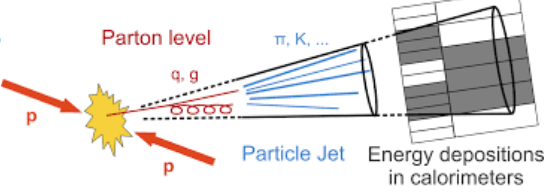 Parton level
π, K, ...
q, g
p
p
Particle Jet
Energy depositions
in calorimeters